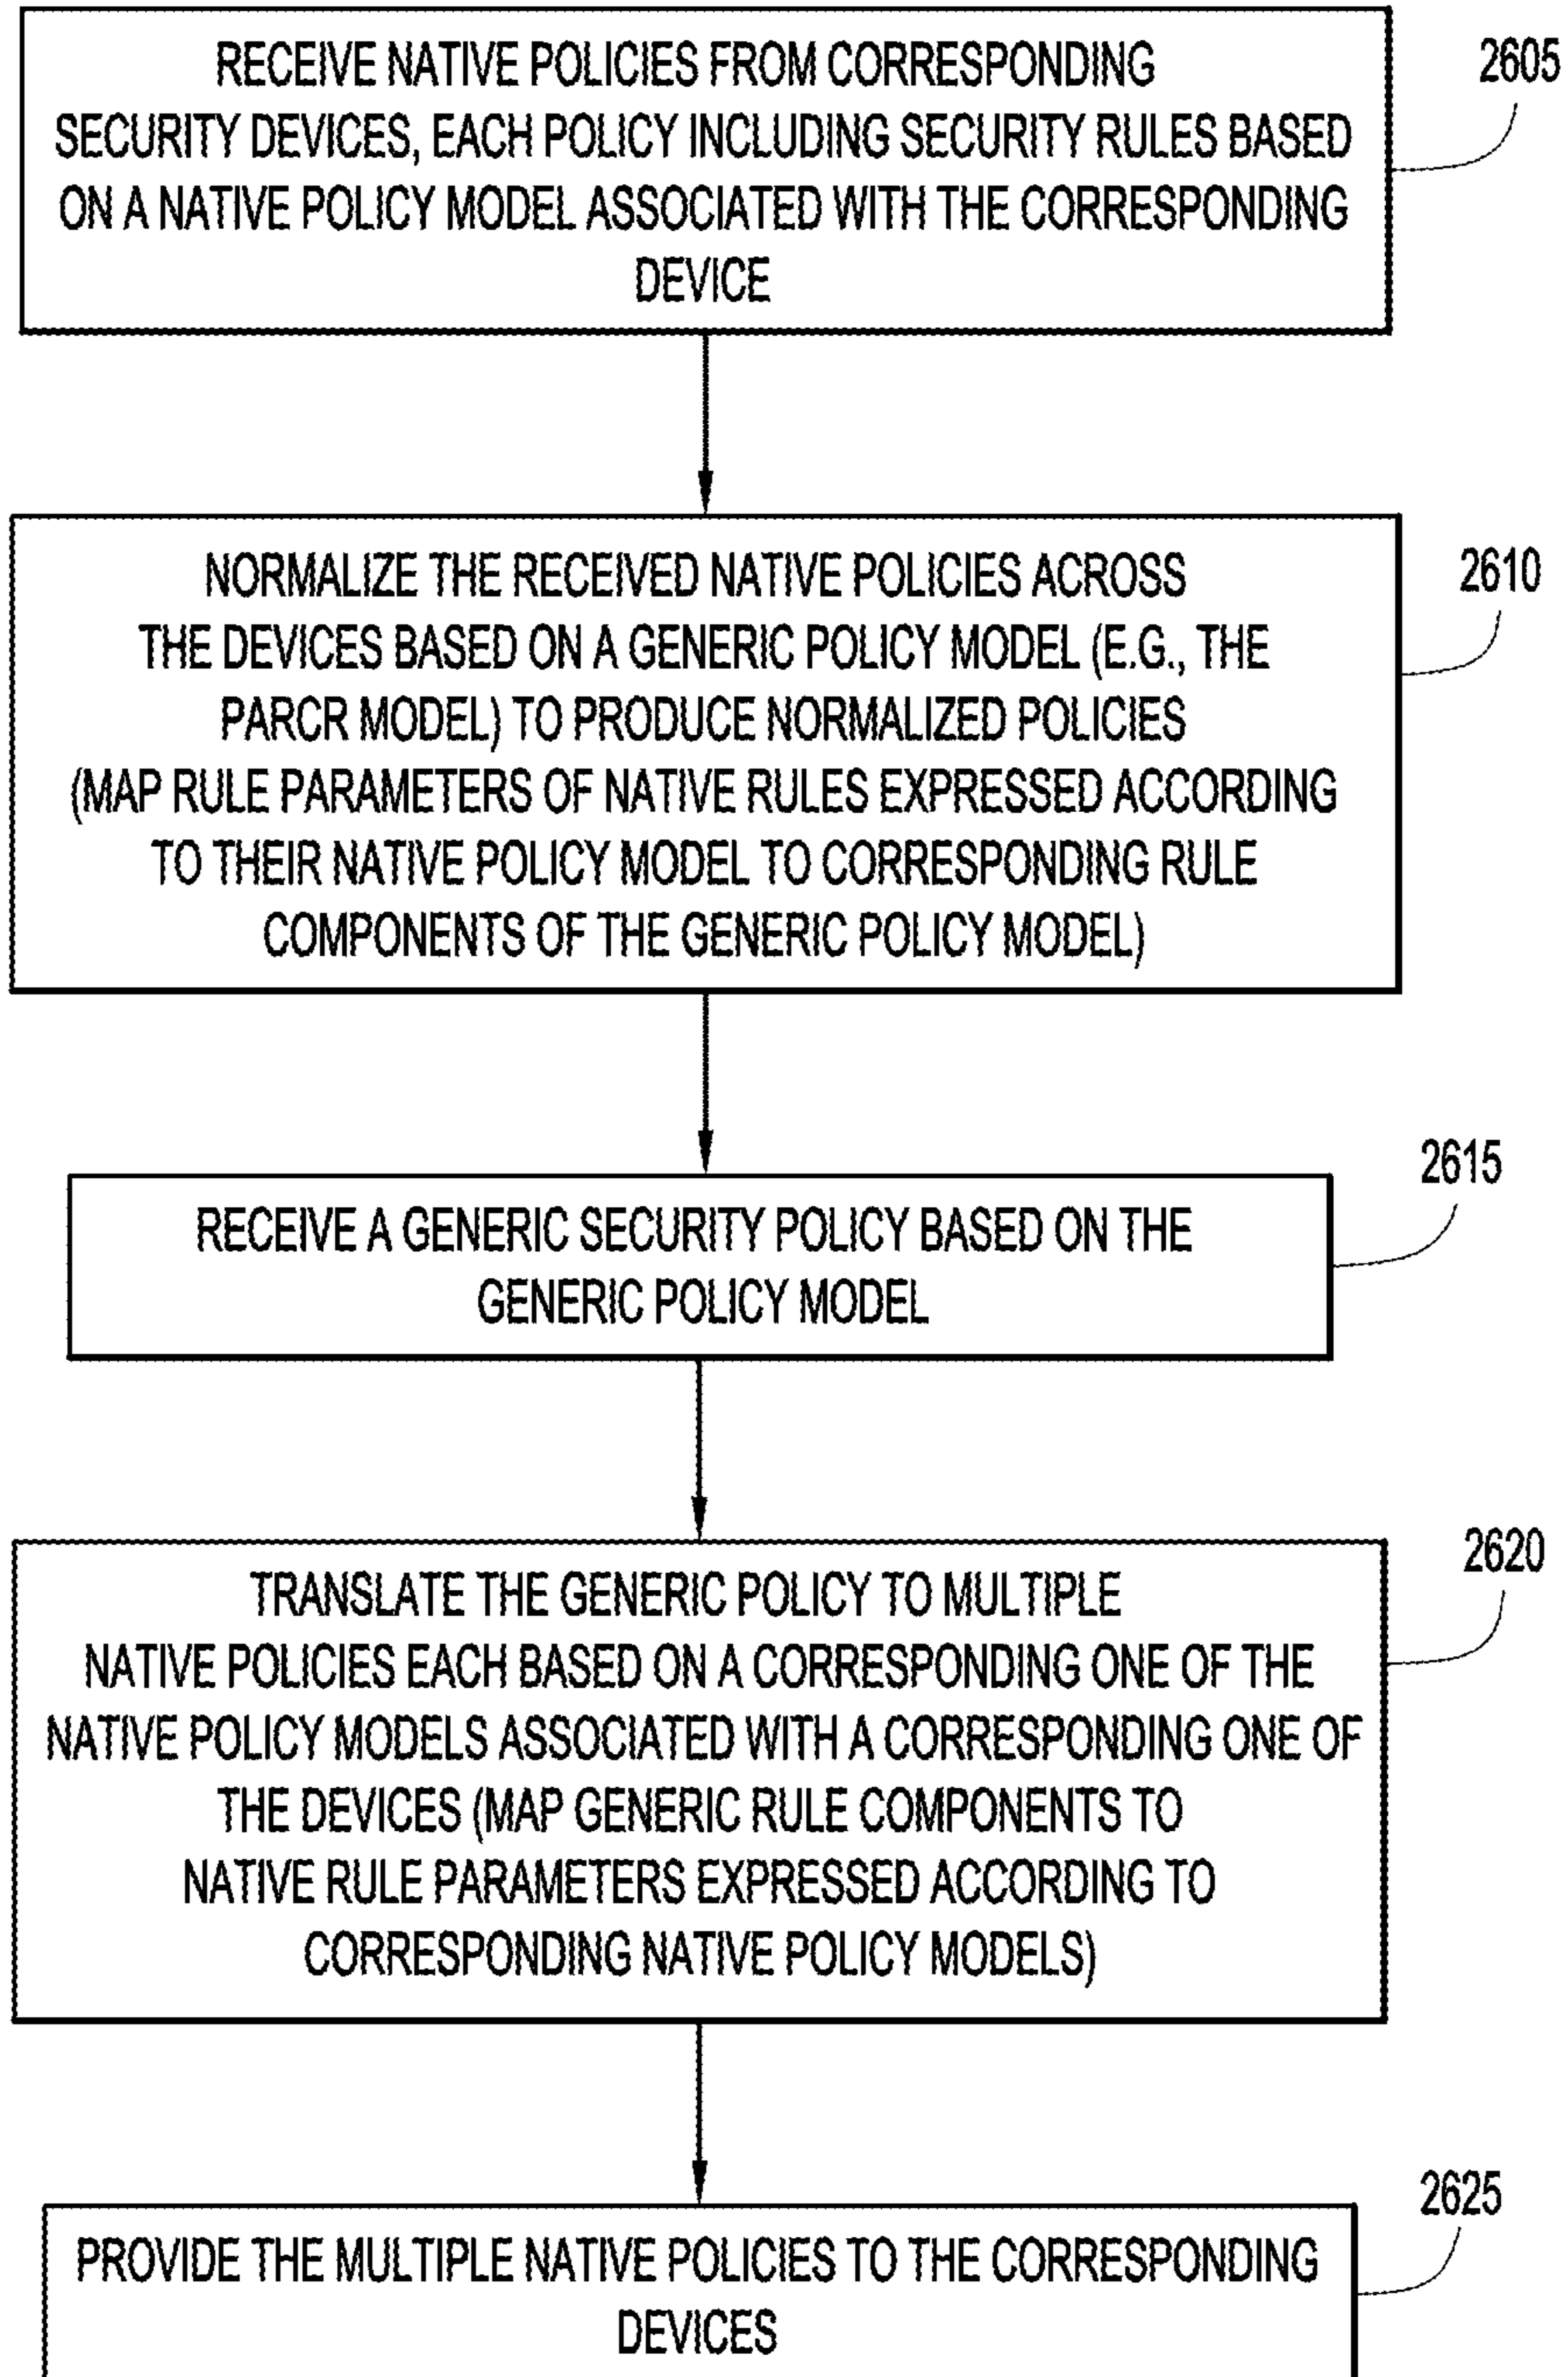 RECEIVE NATIVE POLICIES FROM CORRESPONDING
SECURITY DEVICES, EACH POLICY INCLUDING SECURITY RULES BASED
ON A NATIVE POLICY MODEL ASSOCIATED WITH THE CORRESPONDING
DEVICE
2605
NORMALIZE THE RECEIVED NATIVE POLICIES ACROSS
THE DEVICES BASED ON A GENERIC POLICY MODEL (E.G., THE
PARCR MODEL) TO PRODUCE NORMALIZED POLICIES
(MAP RULE PARAMETERS OF NATIVE RULES EXPRESSED ACCORDING
TO THEIR NATIVE POLICY MODEL TO CORRESPONDING RULE
COMPONENTS OF THE GENERIC POLICY MODEL)
2610
RECEIVE A GENERIC SECURITY POLICY BASED ON THE
GENERIC POLICY MODEL
2615
TRANSLATE THE GENERIC POLICY TO MULTIPLE
NATIVE POLICIES EACH BASED ON A CORRESPONDING ONE OF THE
NATIVE POLICY MODELS ASSOCIATED WITH A CORRESPONDING ONE OF
THE DEVICES (MAP GENERIC RULE COMPONENTS TO
NATIVE RULE PARAMETERS EXPRESSED ACCORDING TO
CORRESPONDING NATIVE POLICY MODELS)
2620
PROVIDE THE MULTIPLE NATIVE POLICIES TO THE CORRESPONDING
DEVICES
2625